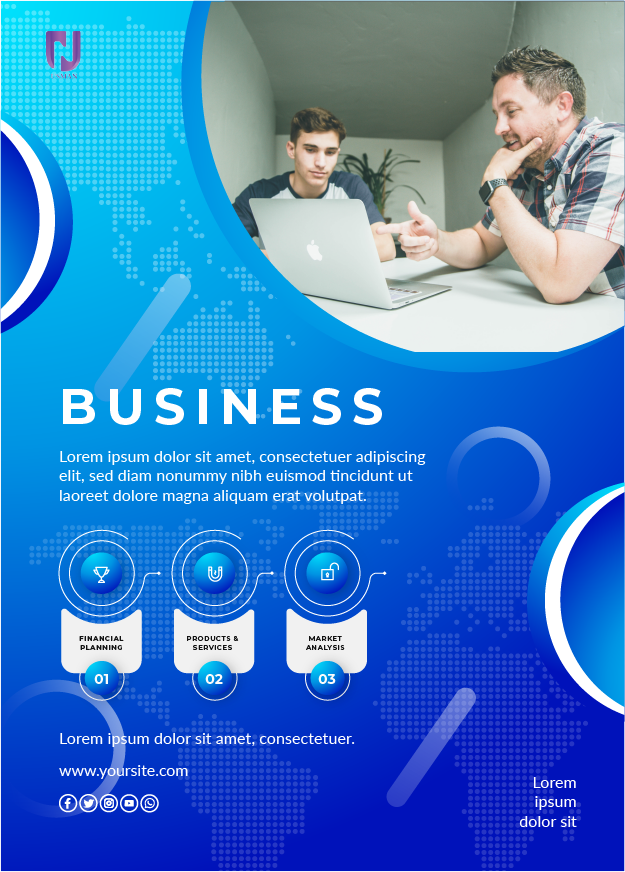 BUSINESS
Lorem ipsum dolor sit amet, consectetuer adipiscing
elit, sed diam nonummy nibh euismod tincidunt ut
laoreet dolore magna aliquam erat volutpat.
FINANCIAL
PLANNING
01
PRODUCTS &
SERVICES
02
MARKET
ANALYSIS
03
Lorem ipsum dolor sit amet, consectetuer.
www.yoursite.com
Lorem
ipsum
dolor sit